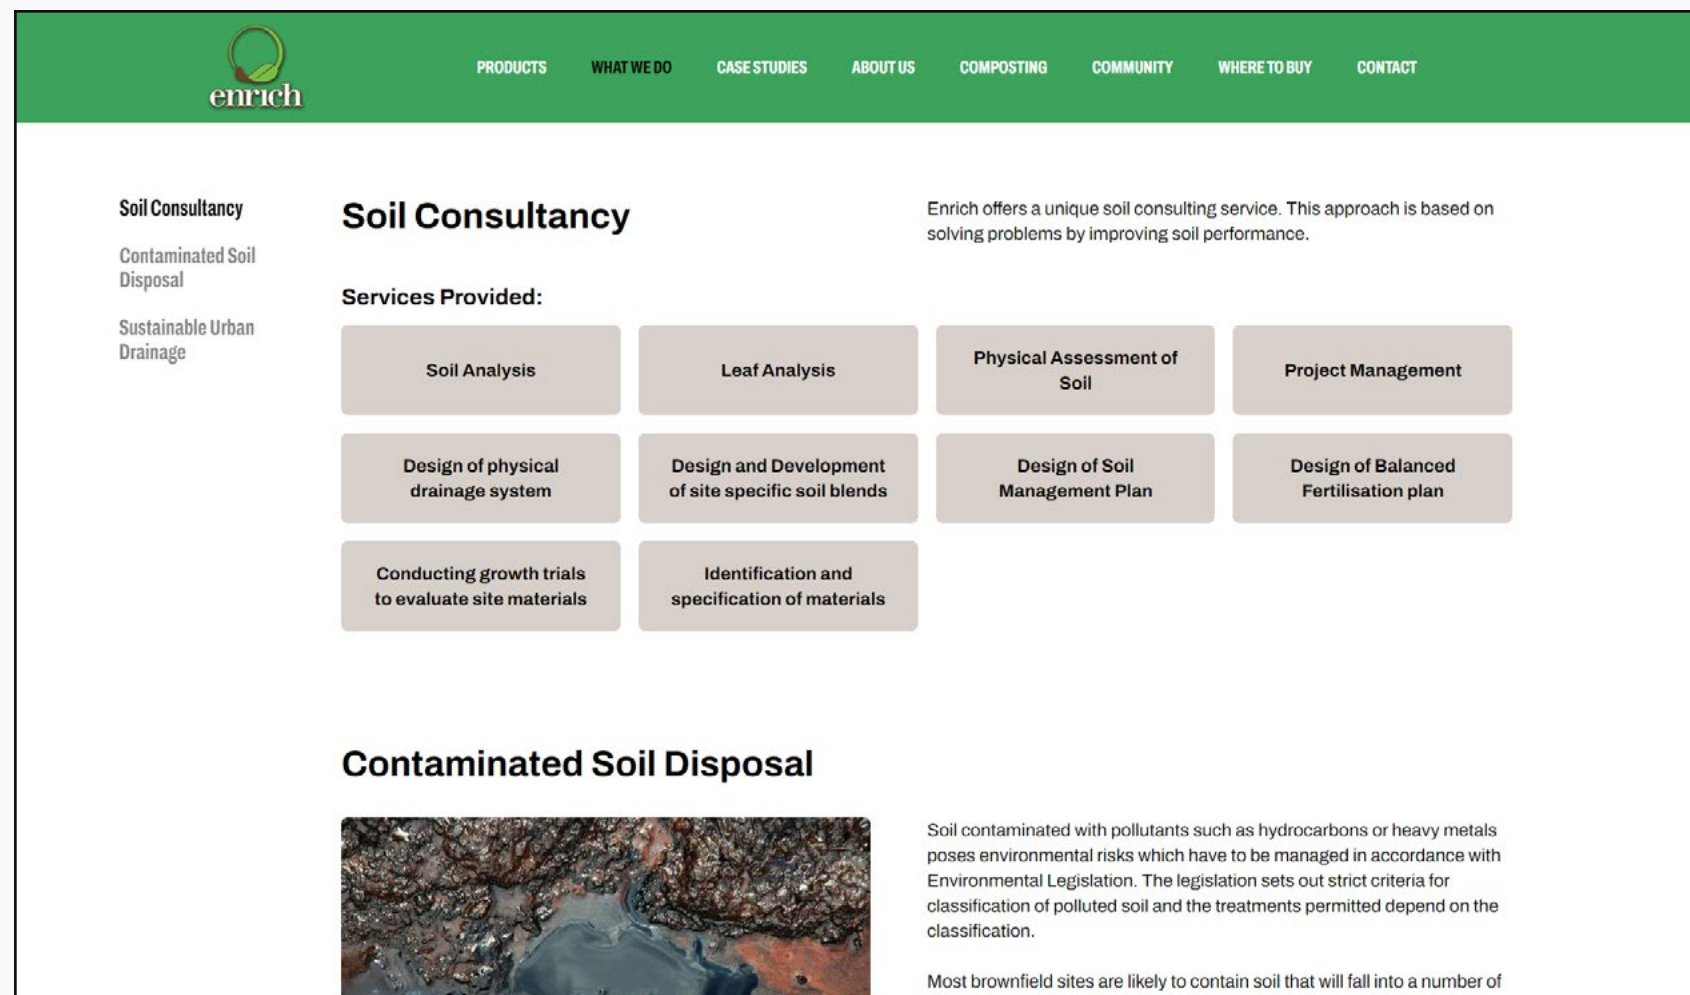 enrich
PRODUCTS
WHAT WE DO
CASE STUDIES
ABOUT US
COMPOSTING
COMMUNITY
WHERE TO BUY
CONTACT
Soil Consultancy
Contaminated Soil
Disposal
Sustainable Urban
Drainage
Soil Consultancy
Enrich offers a unique soil consulting service. This approach is based on
solving problems by improving soil performance.
Services Provided:
Soil Analysis
Leaf Analysis
Physical Assessment of
Soil
Project Management
Design of physical
drainage system
Design and Development
of site specific soil blends
Design of Soil
Management Plan
Design of Balanced
Fertilisation plan
Conducting growth trials
to evaluate site materials
Identification and
specification of materials
Contaminated Soil Disposal
Soil contaminated with pollutants such as hydrocarbons or heavy metals
poses environmental risks which have to be managed in accordance with
Environmental Legislation. The legislation sets out strict criteria for
classification of polluted soil and the treatments permitted depend on the
classification.
Most brownfield sites are likely to contain soil that will fall into a number of